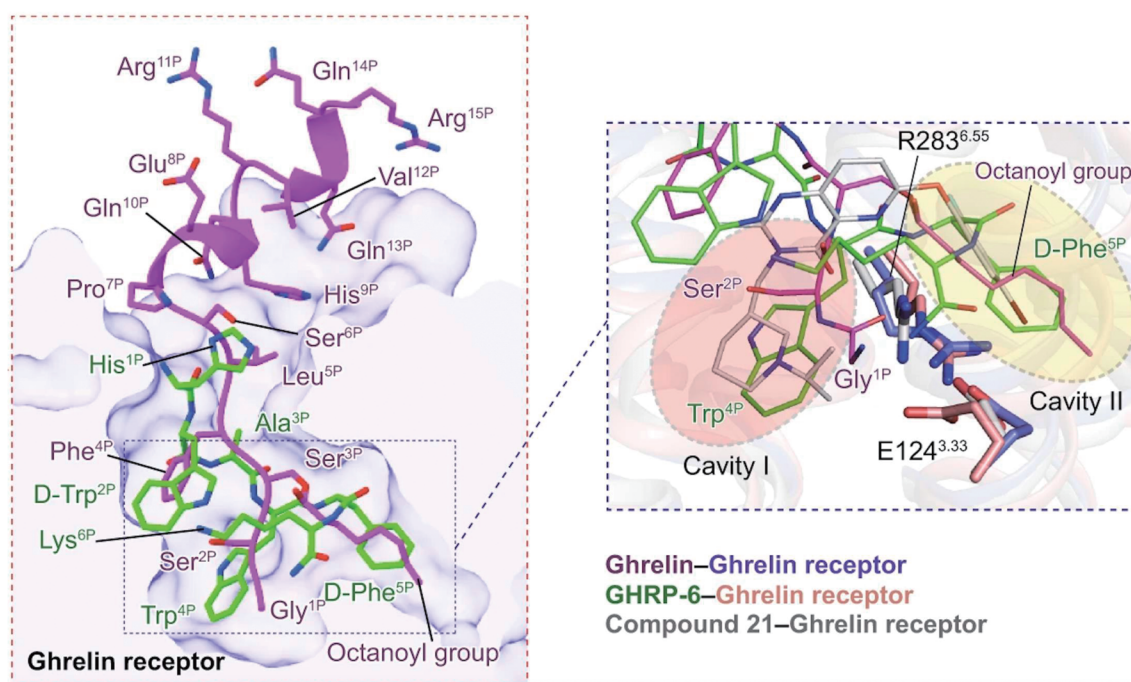 Arg11P
Gln14P
Arg15P
Glu8P
Val12P
Gln10P
Gln13P
Pro7P
His9P
Ser6P
His1P
Leu5P
Ala3P
Phe4P
Ser3P
D-Trp2P
Lys6P
Ser2P
D-Phe5P
Trp4P
Gly1P
Octanoyl group
Ghrelin receptor
R2836.55
Octanoyl group
D-Phe5P
Ser2P
Gly1P
Trp4P
Cavity II
Cavity I
E1243.33
Ghrelin–Ghrelin receptor
GHRP-6–Ghrelin receptor
Compound 21–Ghrelin receptor